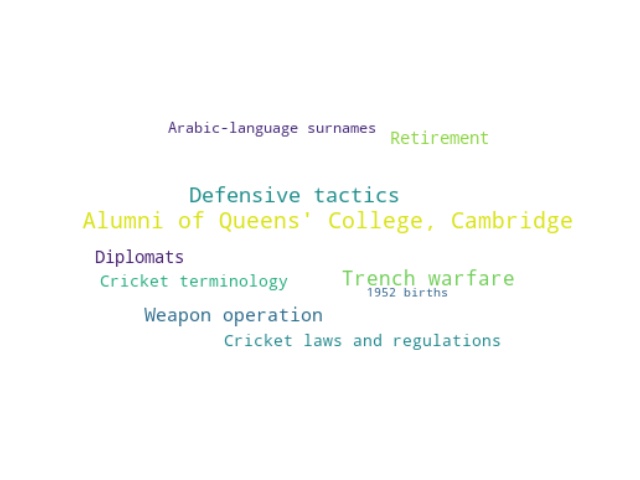 Arabic-language surnames
Retirement
Defensive tactics
Alumni of Queens' College, Cambridge
Diplomats
Trench warfare
Cricket terminology
1952 births
Weapon operation
Cricket laws and regulations